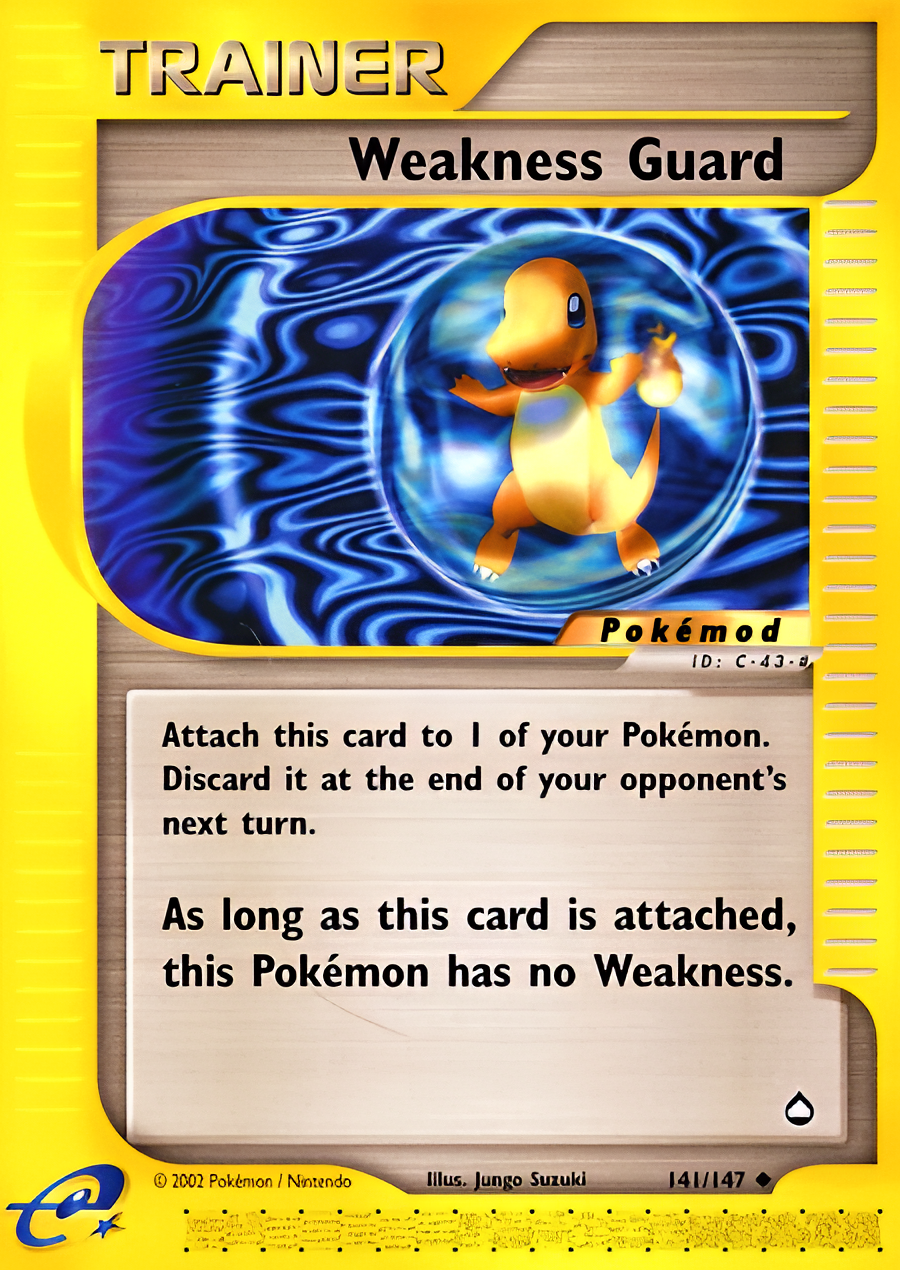 TRAINER
Weakness Guard
Pokémod
ID: C-43-#
Attach this card to 1 of your Pokémon.
Discard it at the end of your opponent's
next turn.
As long as this card is attached,
this Pokémon has no Weakness.
© 2002 Pokémon / Nintendo
Illus. Jungo Suzuki
141/147 ◆